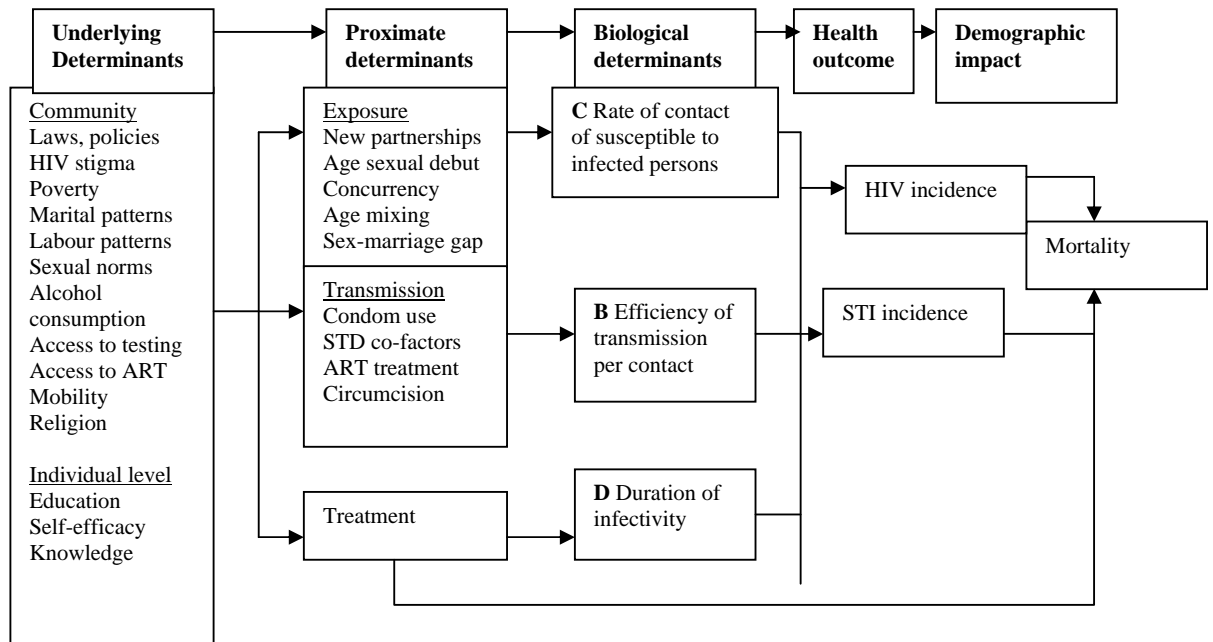 Underlying
Determinants
Proximate
determinants
Biological
determinants
Health
outcome
Demographic
impact
Community
Laws, policies
HIV stigma
Poverty
Marital patterns
Labour patterns
Sexual norms
Alcohol
consumption
Access to testing
Access to ART
Mobility
Religion
Individual level
Education
Self-efficacy
Knowledge
Exposure
New partnerships
Age sexual debut
Concurrency
Age mixing
Sex-marriage gap
Transmission
Condom use
STD co-factors
ART treatment
Circumcision
Treatment
C Rate of contact
of susceptible to
infected persons
B Efficiency of
transmission
per contact
D Duration of
infectivity
HIV incidence
STI incidence
Mortality